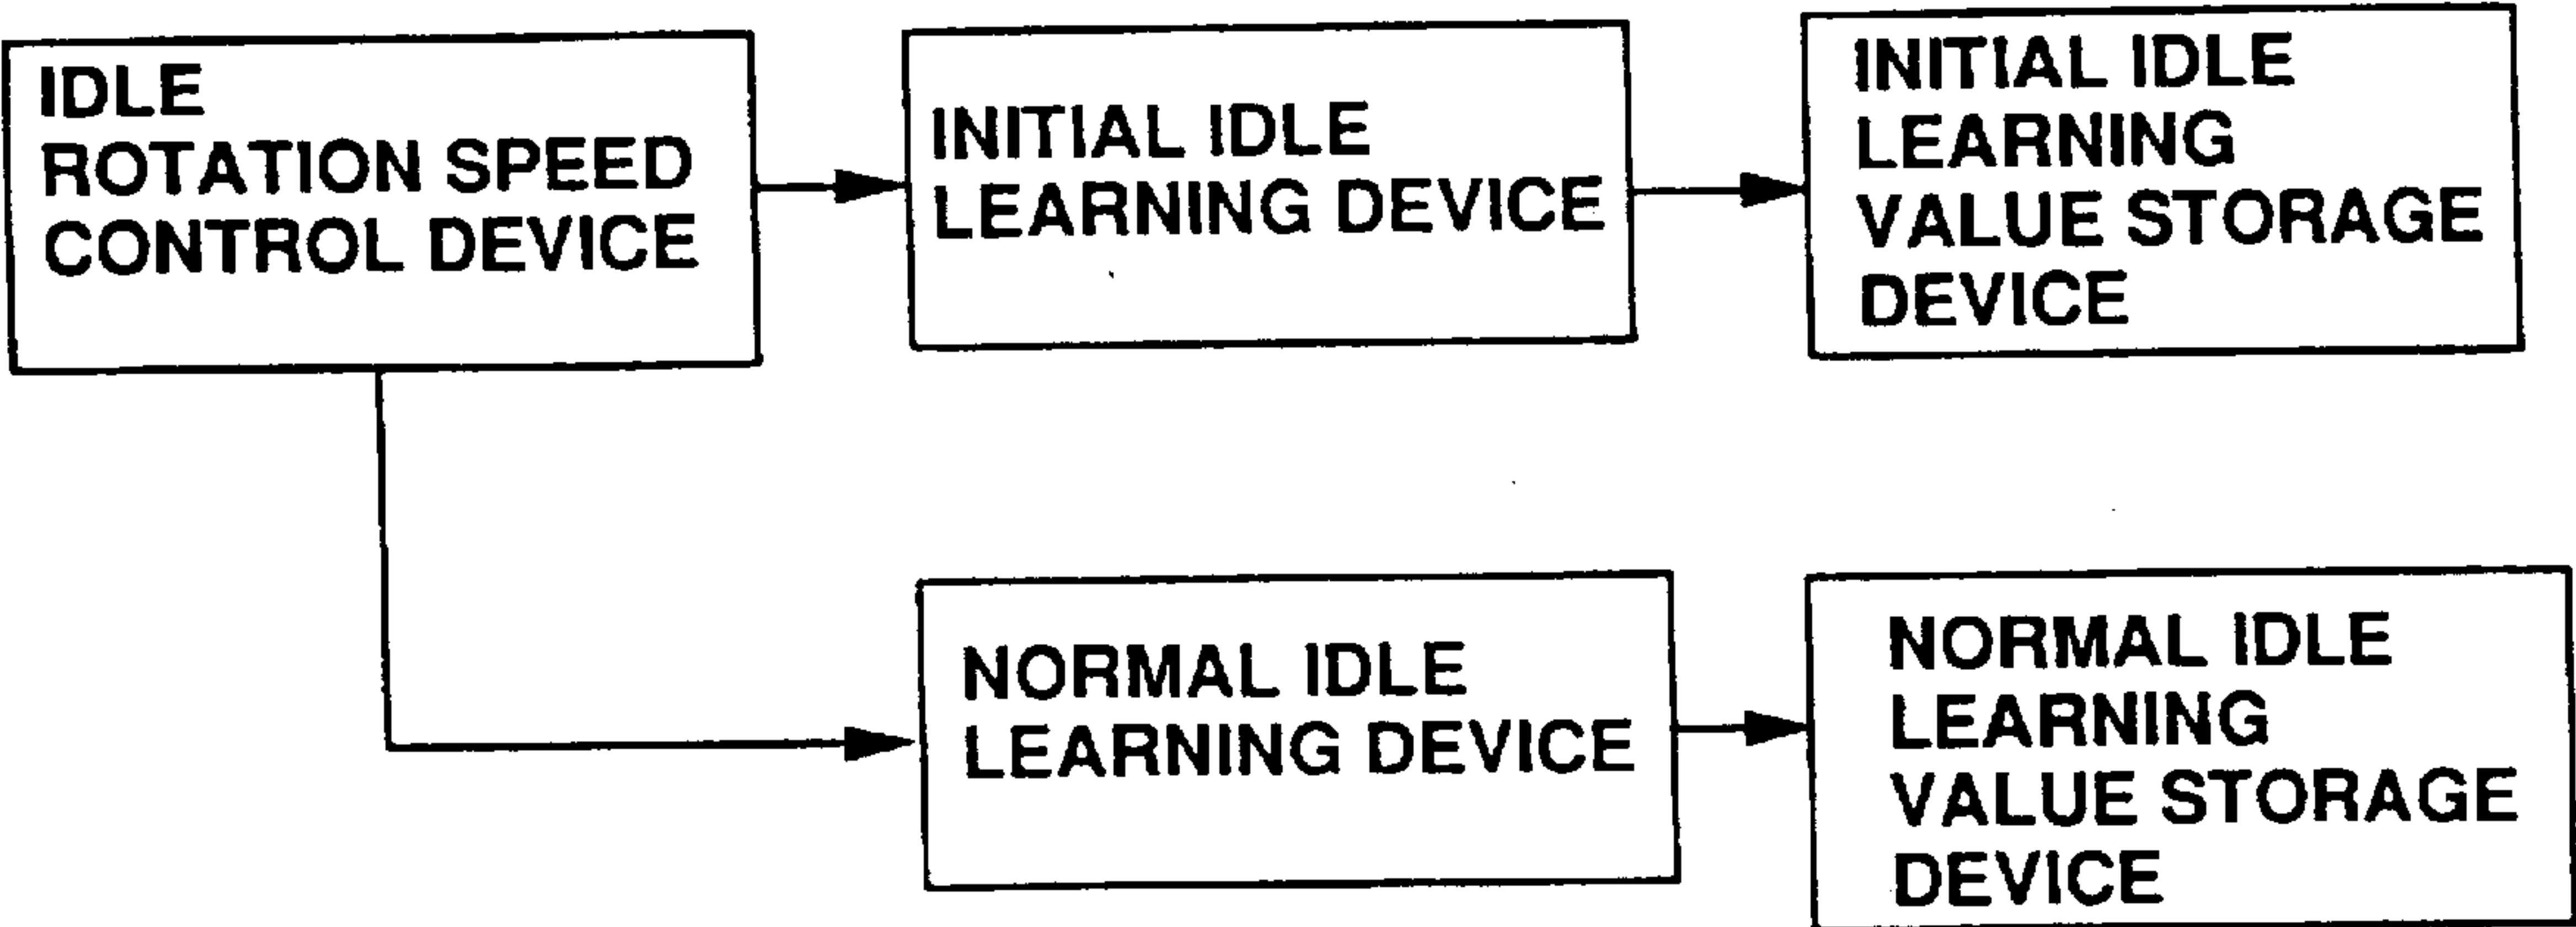 IDLE
ROTATION SPEED
CONTROL DEVICE
INITIAL IDLE
LEARNING DEVICE
INITIAL IDLE
LEARNING
VALUE STORAGE
DEVICE
NORMAL IDLE
LEARNING DEVICE
NORMAL IDLE
LEARNING
VALUE STORAGE
DEVICE